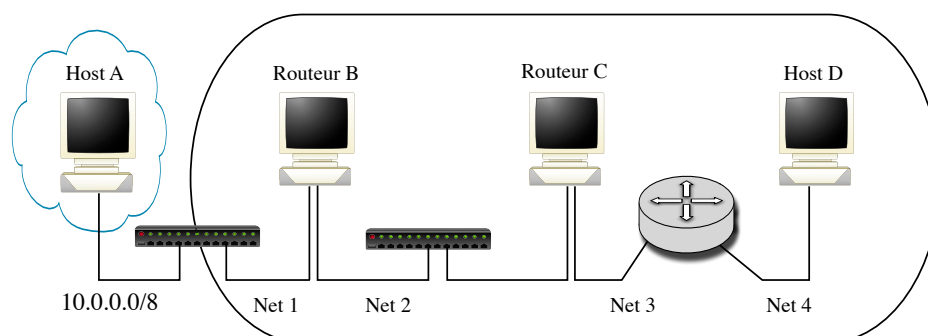 Host A
Routeur B
Routeur C
Host D
10.0.0.0/8
Net 1
Net 2
Net 3
Net 4